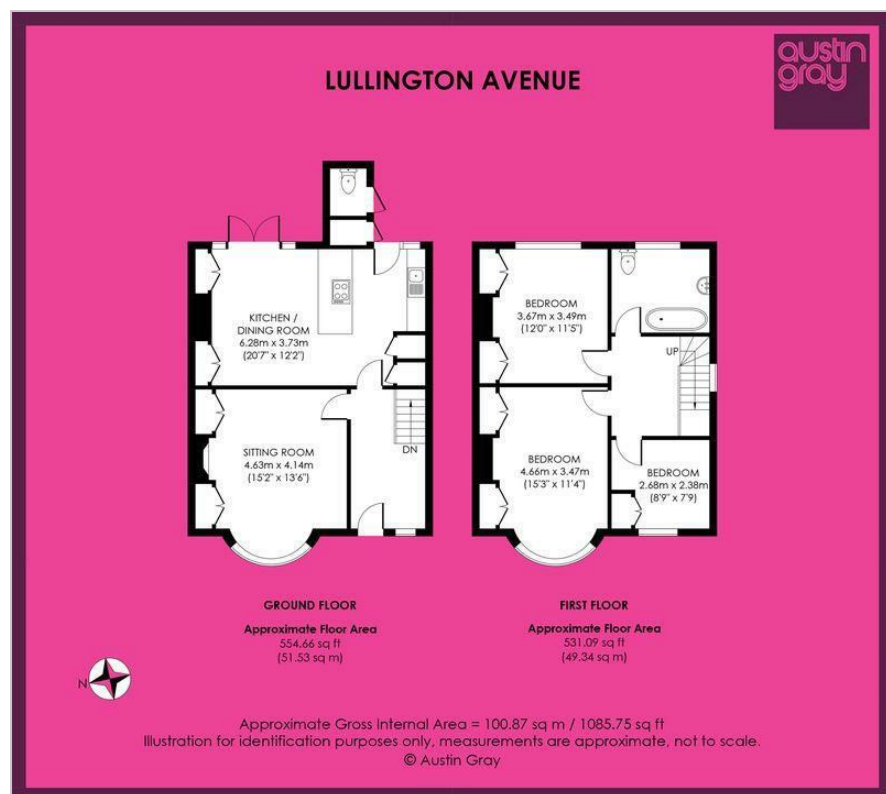 austin
gray
LULLINGTON AVENUE
KITCHEN /
DINING ROOM
6.28m x 3.73m
(20'7" x 12'2")
SITTING ROOM
4.63m x 4.14m
(15'2" x 13'6")
DN
BEDROOM
3.67m x 3.49m
(12'0" x 11'5")
UP
BEDROOM
4.66m x 3.47m
(15'3" x 11'4")
BEDROOM
2.68m x 2.38m
(8'9" x 7'9)
GROUND FLOOR
Approximate Floor Area
554.66 sq ft
(51.53 sq m)
FIRST FLOOR
Approximate Floor Area
531.09 sq ft
(49.34 sq m)
N
Approximate Gross Internal Area = 100.87 sq m / 1085.75 sq ft
Illustration for identification purposes only, measurements are approximate, not to scale.
© Austin Gray